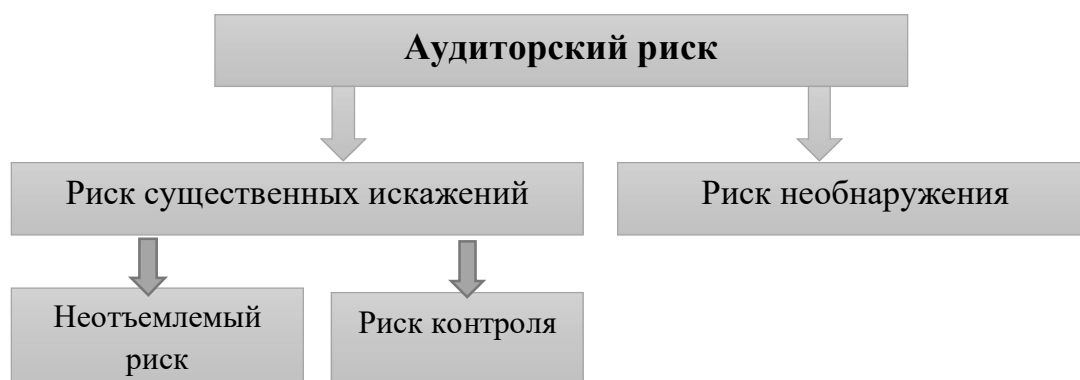 Аудиторский риск
Риск существенных искажений
Риск необнаружения
Неотъемлемый
риск
Риск контроля